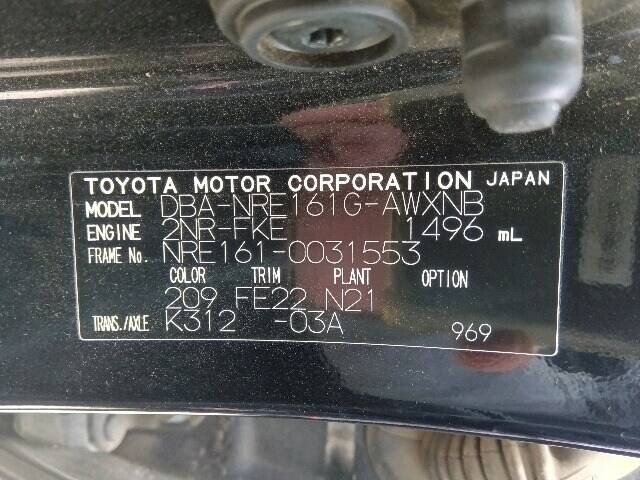 TOYOTA MOTOR CORPORATION JAPAN
MODEL DBA-NRE161G-AWXNB
ENGINE 2NR-FKE 1496 mL
FRAME No. NRE161-0031553
COLOR TRIM PLANT OPTION
209 FE22 N21
TRANS./AXLE K312 -03A 969